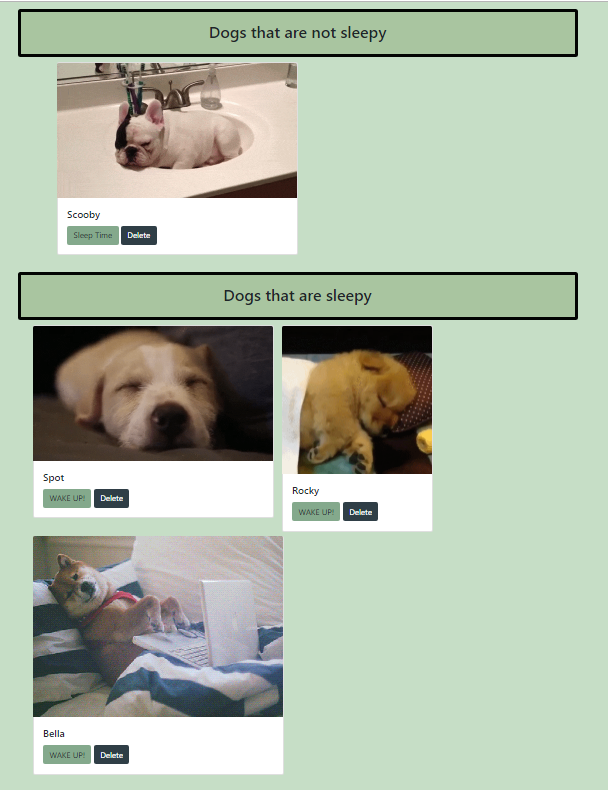 Dogs that are not sleepy
Scooby
Sleep Time Delete
Dogs that are sleepy
Spot
WAKE UP! Delete
Rocky
WAKE UP! Delete
Bella
WAKE UP! Delete